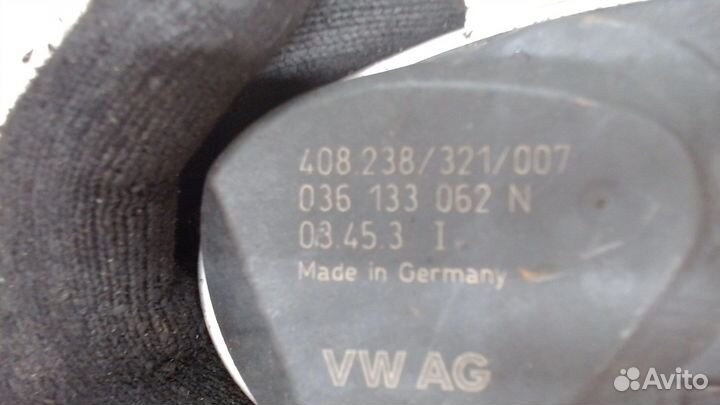 408.238/321/007
036 133 062 N
03.45.3 I
Made in Germany
VW AG
Avito